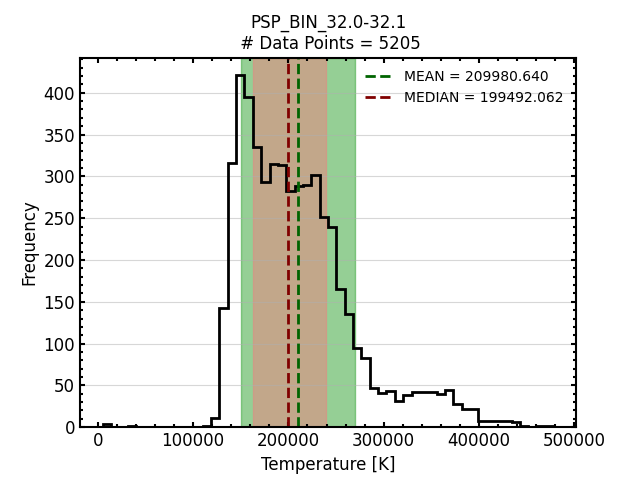 PSP_BIN_32.0-32.1
# Data Points = 5205
MEAN = 209980.640
MEDIAN = 199492.062
Frequency
400
350
300
250
200
150
100
50
0
0 100000 200000 300000 400000 500000
Temperature [K]